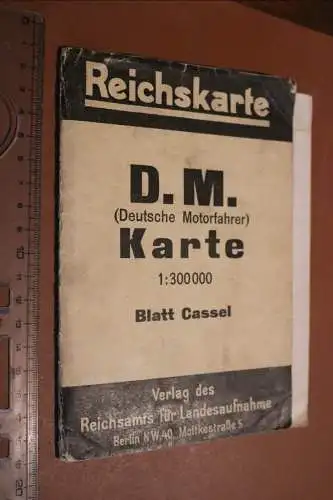 Reichskarte
D. M.
(Deutsche Motorfahrer)
Karte
1:300000
Blatt Cassel
Verlag des
Reichsamts für Landesaufnahme
Berlin NW.40, Moltkestraße 5